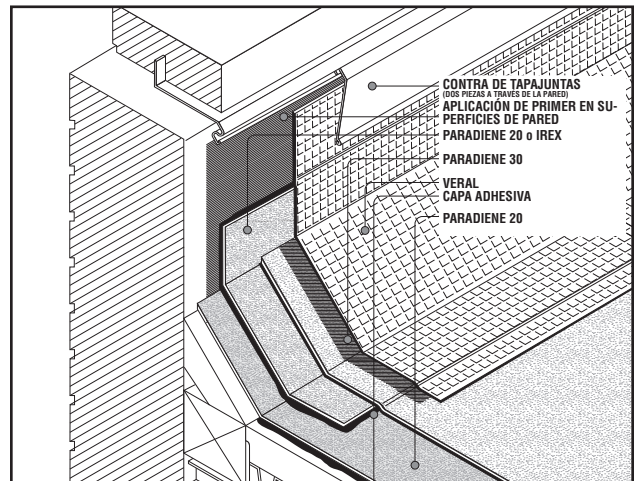 CONTRA DE TAPAJUNTAS
(DOS PIEZAS A TRAVÉS DE LA PARED)
APLICACIÓN DE PRIMER EN SU-
PERFICIES DE PARED
PARADIENE 20 o IREX
PARADIENE 30
VERAL
CAPA ADHESIVA
PARADIENE 20